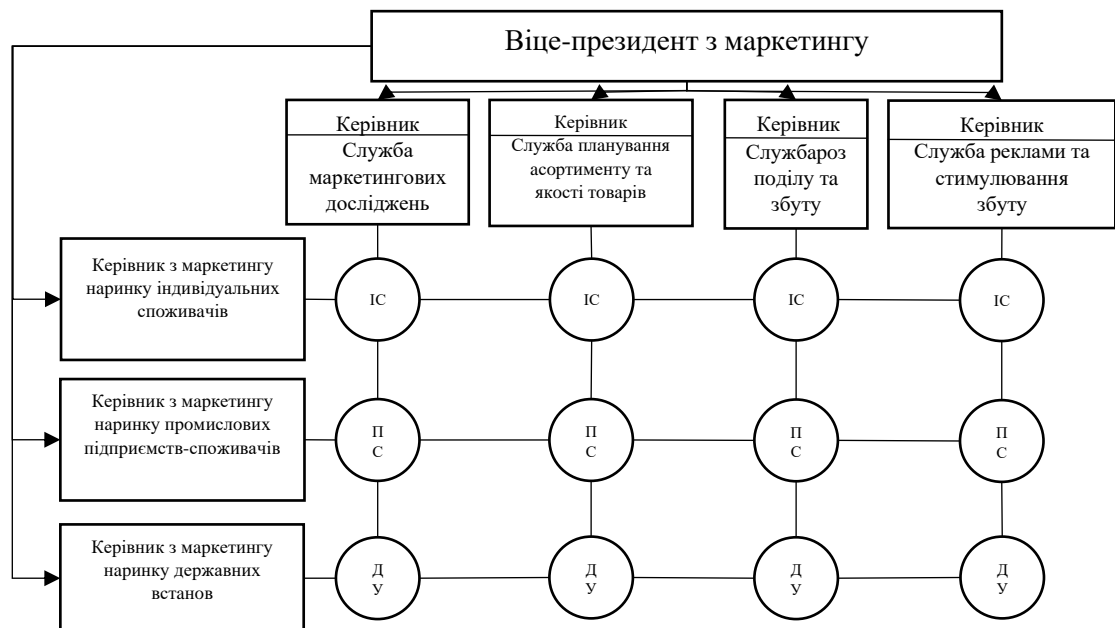 Віце-президент з маркетингу
Керівник
Служба
маркетингових
досліджень
Керівник
Служба планування
асортименту та
якості товарів
Керівник
Službароз
поділу та
збуту
Керівник
Служба реклами та
стимулювання
збуту
Керівник з маркетингу
наринку індивідуальних
споживачів
ІС
ІС
ІС
ІС
Керівник з маркетингу
наринку промислових
підприємств-споживачів
П
С
П
С
П
С
П
С
Керівник з маркетингу
наринку державних
встанов
Д
У
Д
У
Д
У
Д
У